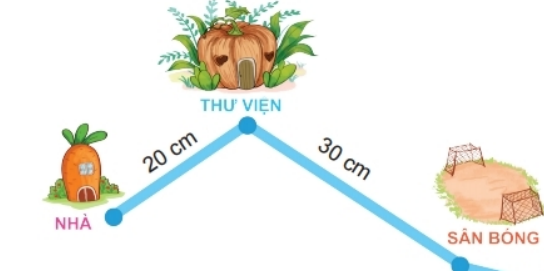 THƯ VIỆN
20 cm
30 cm
NHÀ
SÂN BÓNG